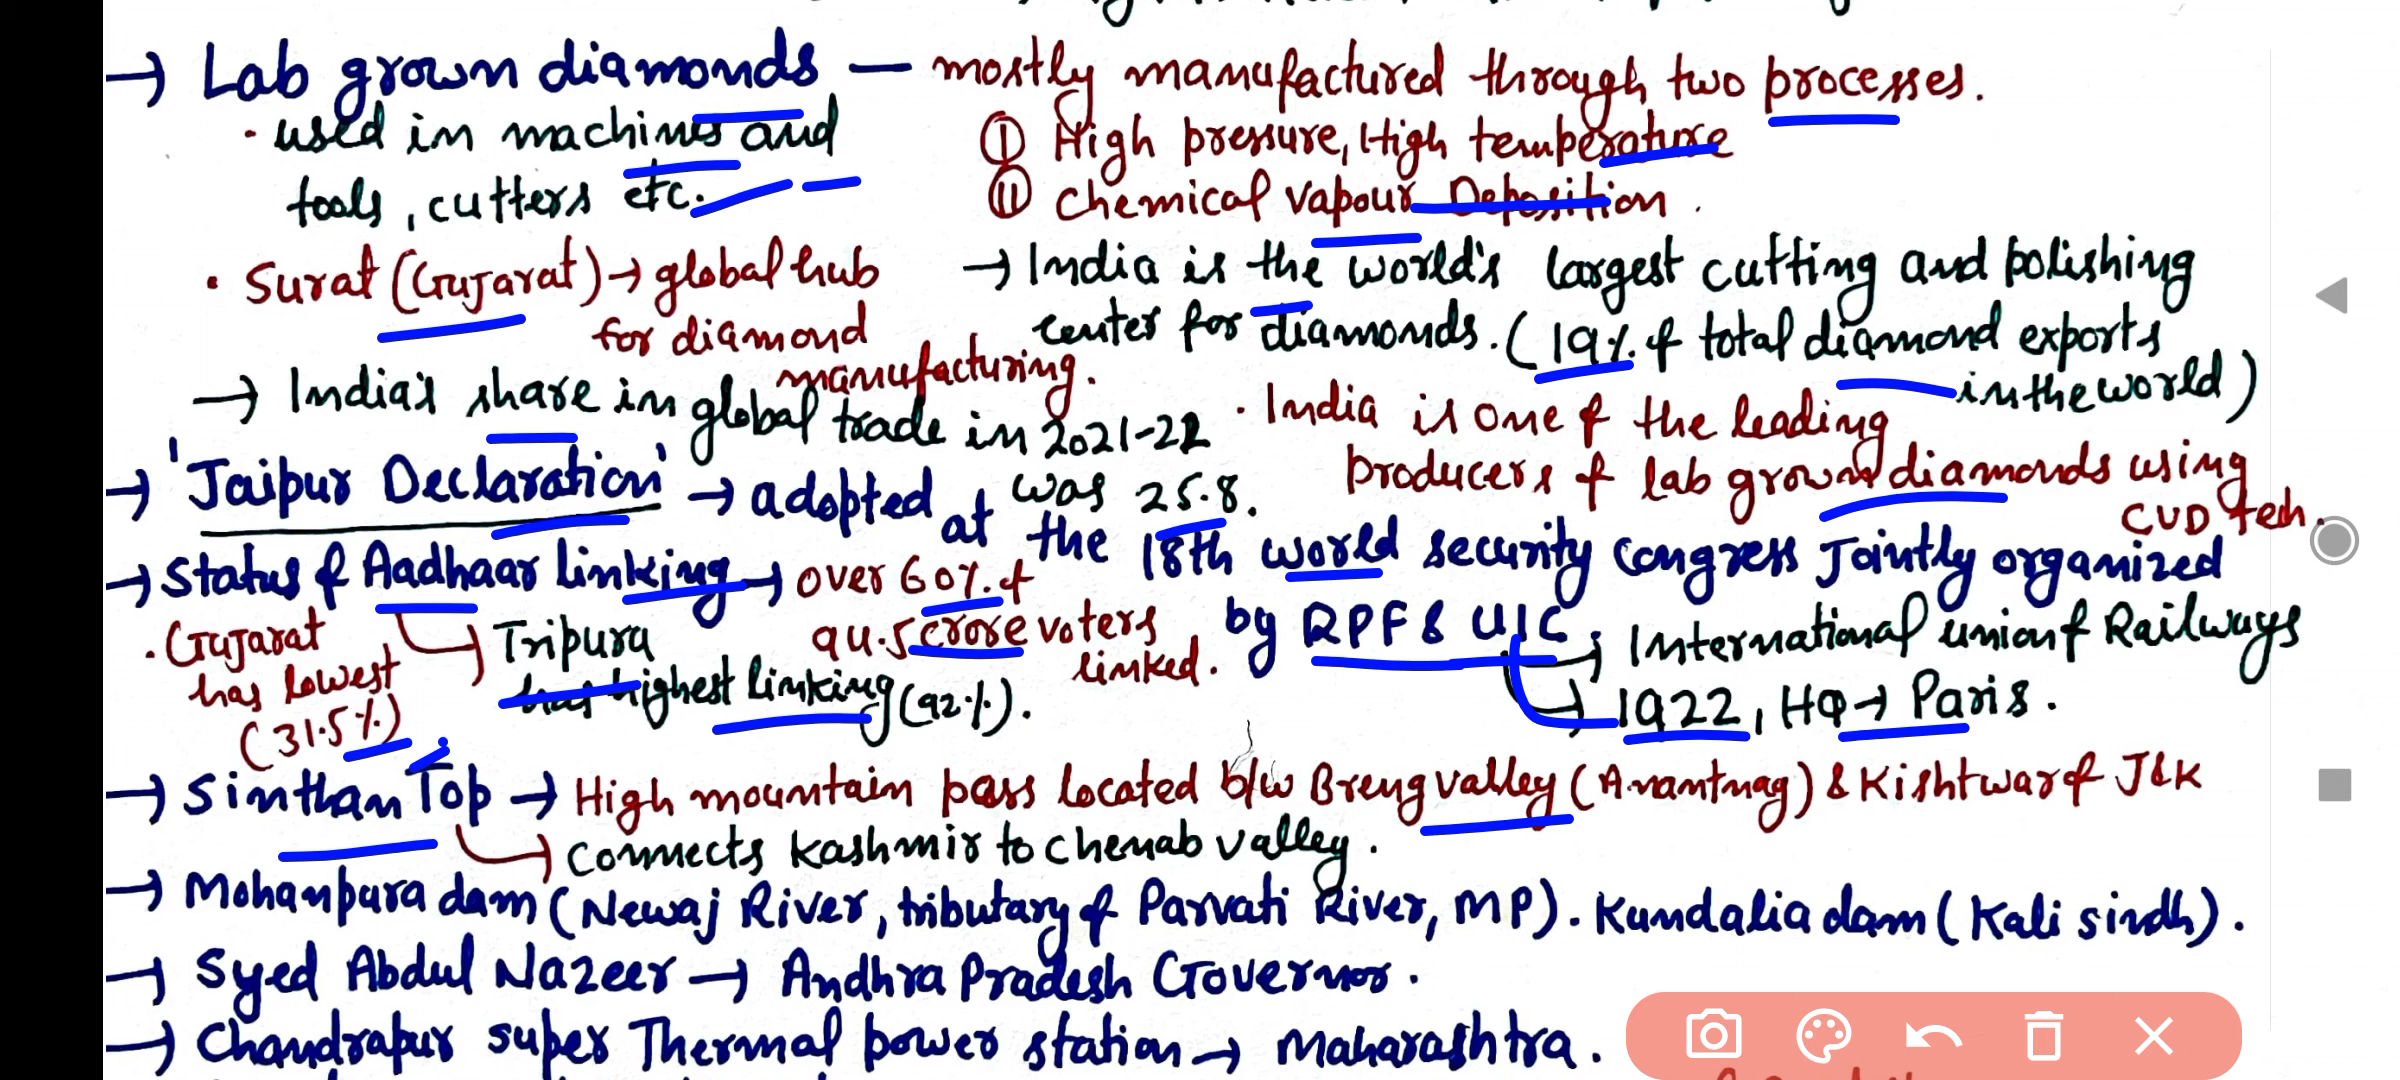 → Lab grown diamonds — mostly manufactured through two processes.
· used in machines and
tools, cutters etc.
I High pressure, High temperature
II Chemical vapour Deposition.
· Surat (Gujarat) → global hub
for diamond
manufacturing.
→ India is the world's largest cutting and polishing
center for diamonds. (19% of total diamond exports
in the world)
→ India's share in global trade in 2021-22
was 25.8.
· India is one of the leading
producers of lab grown diamonds using
CVD tech.
→ 'Jaipur Declaration' → adopted at the 18th world security Congress Jointly organized
by RPF & UIC
→ International union of Railways
→ 1922, HQ → Paris.
→ Status of Aadhaar linking → over 60% of
94.5 crore voters
linked.
· Gujarat
has lowest
(31.5%)
→ Tripura
has highest linking (92%).
→ Sinthan Top → High mountain pass located b/w Breng valley (Anantnag) & Kishtwar of J&K
→ Connects Kashmir to Chenab valley.
→ Mohanpura dam (Newaj River, tributary of Parvati River, MP). Kundalia dam (Kali sindh).
→ Syed Abdul Nazeer → Andhra Pradesh Governor.
→ Chandrapur super Thermal power station → Maharashtra.